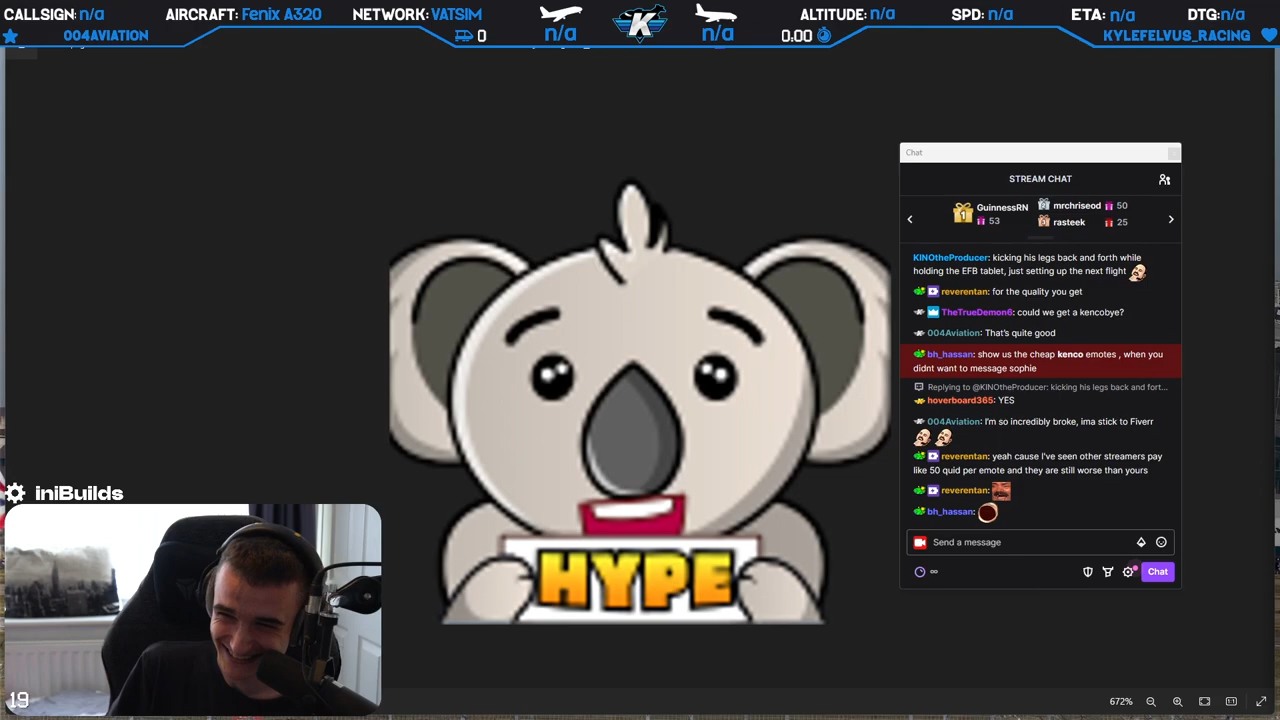 CALLSIGN: n/a
AIRCRAFT: Fenix A320
NETWORK: VATSIM
n/a
K
n/a
ALTITUDE: n/a
SPD: n/a
ETA: n/a
DTG:n/a
004AVIATION
0
0:00
KYLEFELVUS_RACING
Chat
STREAM CHAT
1
GuinnessRN
53
mrchriseod 50
rasteek 25
KINOtheProducer: kicking his legs back and forth while
holding the EFB tablet, just setting up the next flight
reverentan: for the quality you get
TheTrueDemon6: could we get a kencobye?
004Aviation: That's quite good
bh_hassan: show us the cheap kenco emotes , when you
didnt want to message sophie
Replying to @KINOtheProducer: kicking his legs back and fort...
hoverboard365: YES
004Aviation: I'm so incredibly broke, ima stick to Fiverr
reverentan: yeah cause I've seen other streamers pay
like 50 quid per emote and they are still worse than yours
reverentan:
bh_hassan:
Send a message
∞
Chat
HYPE
iniBuilds
19
672%
1:1